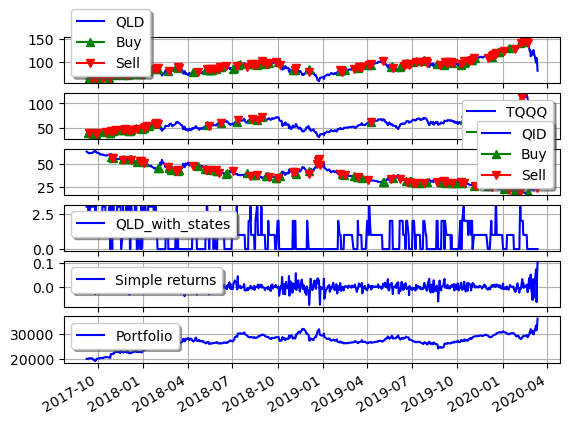 QLD
Buy
Sell
150
100
100
50
TQQQ
QID
Buy
Sell
50
25
2.5
0.0
QLD_with_states
0.1
0.0
Simple returns
30000
20000
Portfolio
2017-10
2018-01
2018-04
2018-07
2018-10
2019-01
2019-04
2019-07
2019-10
2020-01
2020-04